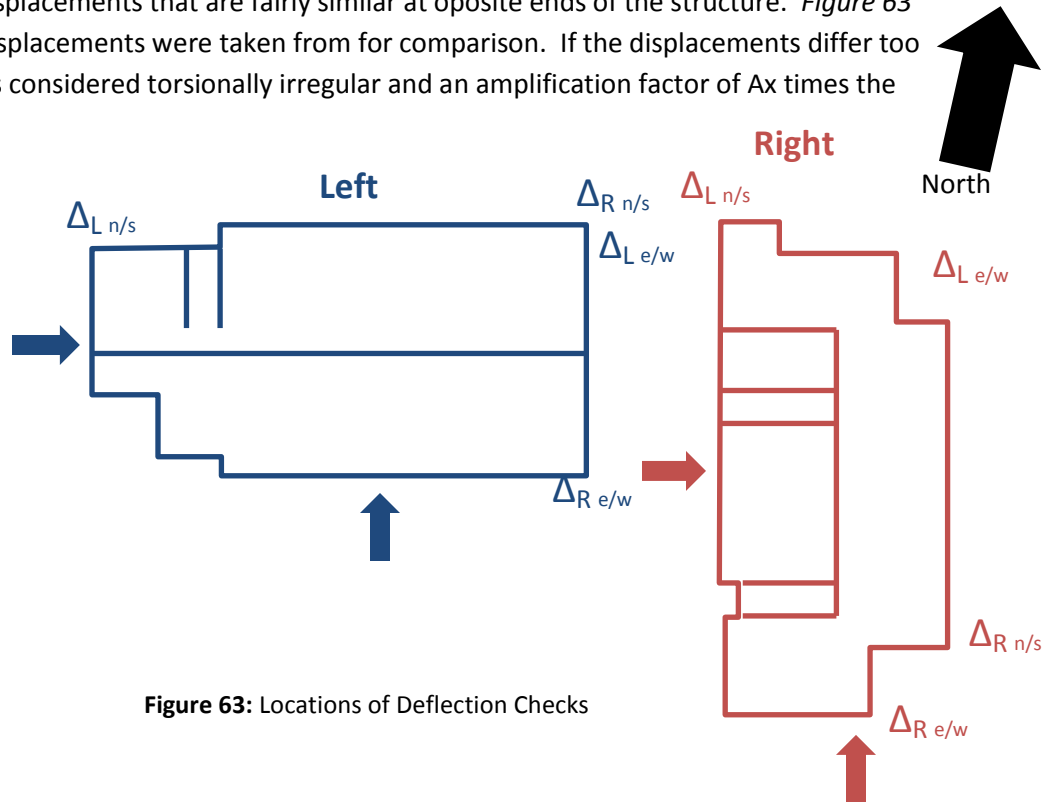 displacements that are fairly similar at oposite ends of the structure. Figure 63
displacements were taken from for comparison. If the displacements differ too
considered torsionally irregular and an amplification factor of Ax times the
North
Left
Right
ΔL n/s
ΔR n/s
ΔL e/w
ΔR e/w
ΔL n/s
ΔL e/w
ΔR n/s
ΔR e/w
Figure 63: Locations of Deflection Checks